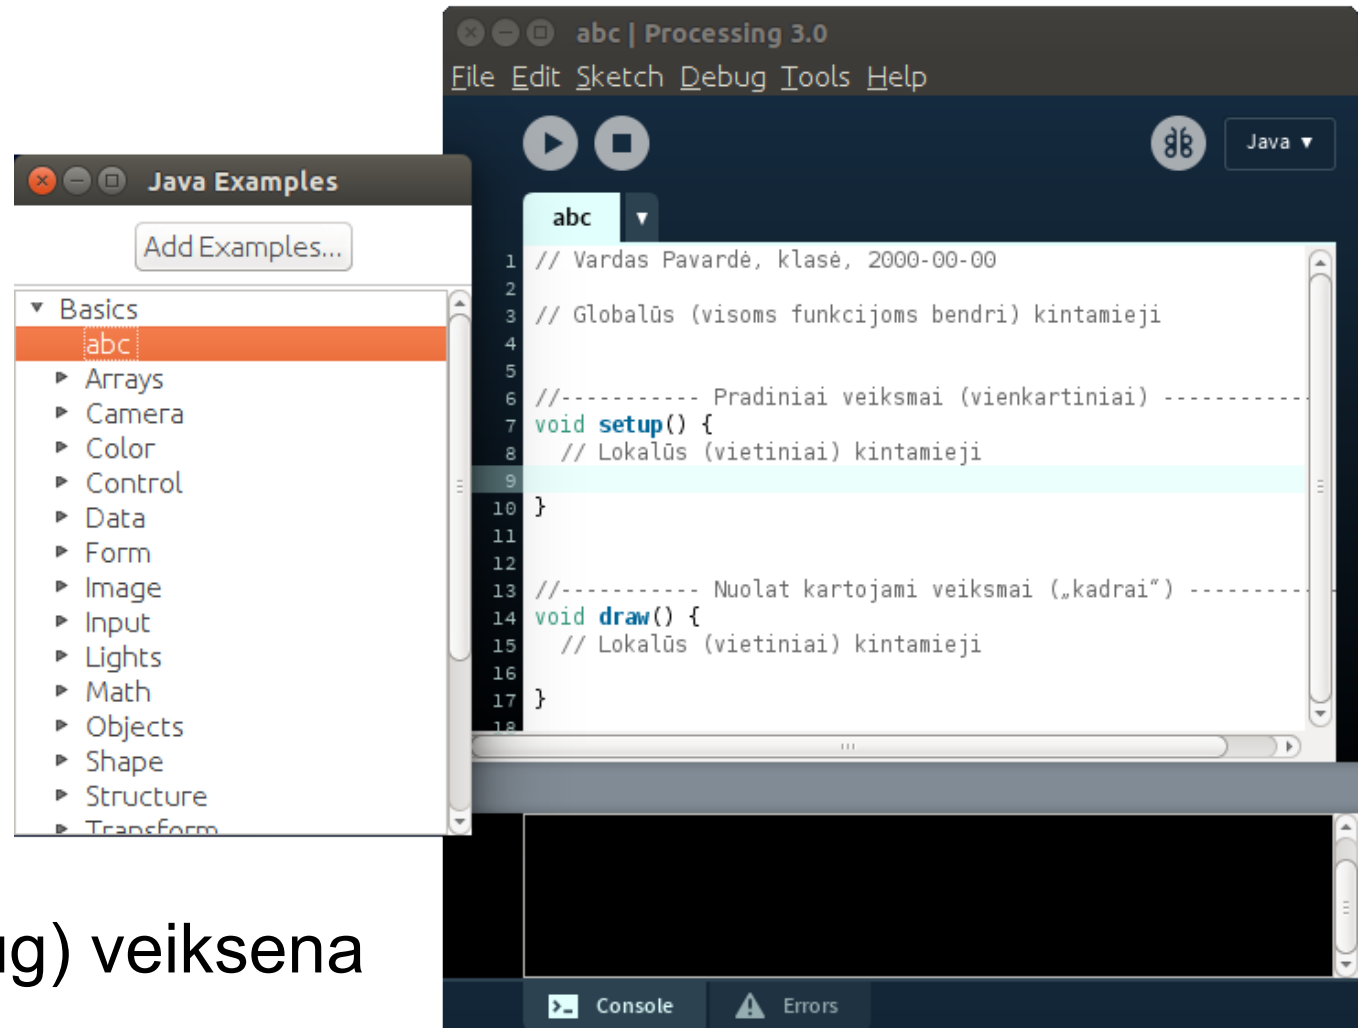 abc | Processing 3.0
File Edit Sketch Debug Tools Help
Java ▾
abc ▾
1 // Vardas Pavardė, klasė, 2000-00-00
2
3 // Globalūs (visoms funkcijoms bendri) kintamieji
4
5
6 //----------- Pradiniai veiksmai (vienkartiniai) ------------
7 void setup() {
8 // Lokalūs (vietiniai) kintamieji
9
10 }
11
12
13 //----------- Nuolat kartojami veiksmai („kadrai“) ----------
14 void draw() {
15 // Lokalūs (vietiniai) kintamieji
16
17 }
18
Console
Errors
Java Examples
Add Examples...
Basics
abc
Arrays
Camera
Color
Control
Data
Form
Image
Input
Lights
Math
Objects
Shape
Structure
Transform
ug) veiksena